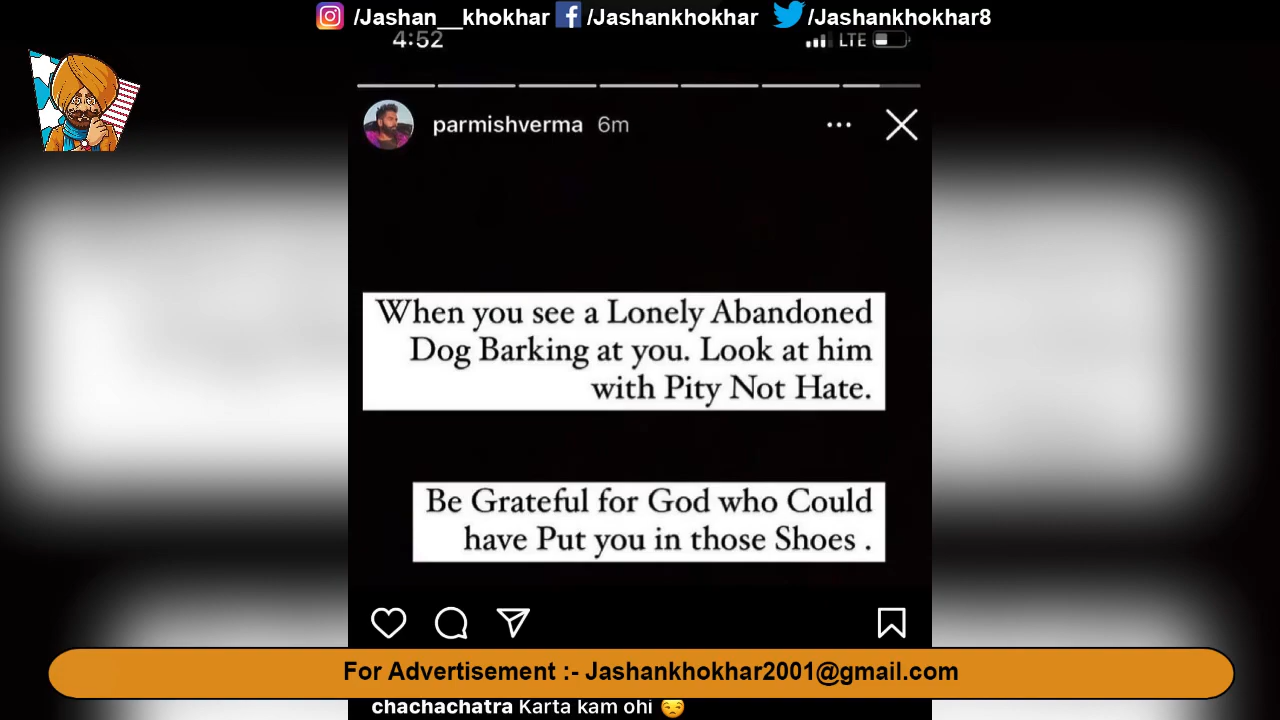 /Jashan__khokhar /Jashankhokhar /Jashankhokhar8
4:52 LTE
parmishverma 6m
When you see a Lonely Abandoned
Dog Barking at you. Look at him
with Pity Not Hate.
Be Grateful for God who Could
have Put you in those Shoes .
For Advertisement :- Jashankhokhar2001@gmail.com
chachachatra Karta kam ohi 😒